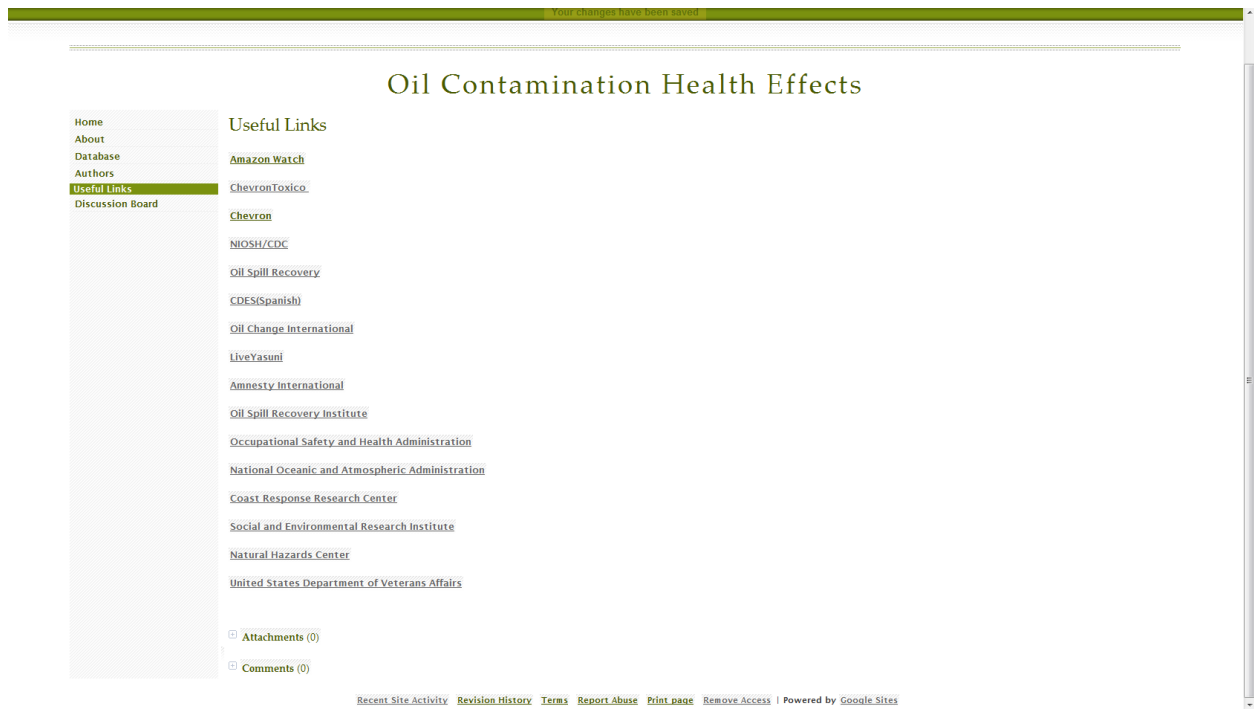 Your changes have been saved
Oil Contamination Health Effects
Home
About
Database
Authors
Useful Links
Discussion Board
Useful Links
Amazon Watch
ChevronToxico
Chevron
NIOSH/CDC
Oil Spill Recovery
CDES(Spanish)
Oil Change International
LiveYasuni
Amnesty International
Oil Spill Recovery Institute
Occupational Safety and Health Administration
National Oceanic and Atmospheric Administration
Coast Response Research Center
Social and Environmental Research Institute
Natural Hazards Center
United States Department of Veterans Affairs
Attachments (0)
Comments (0)
Recent Site Activity Revision History Terms Report Abuse Print page Remove Access | Powered by Google Sites